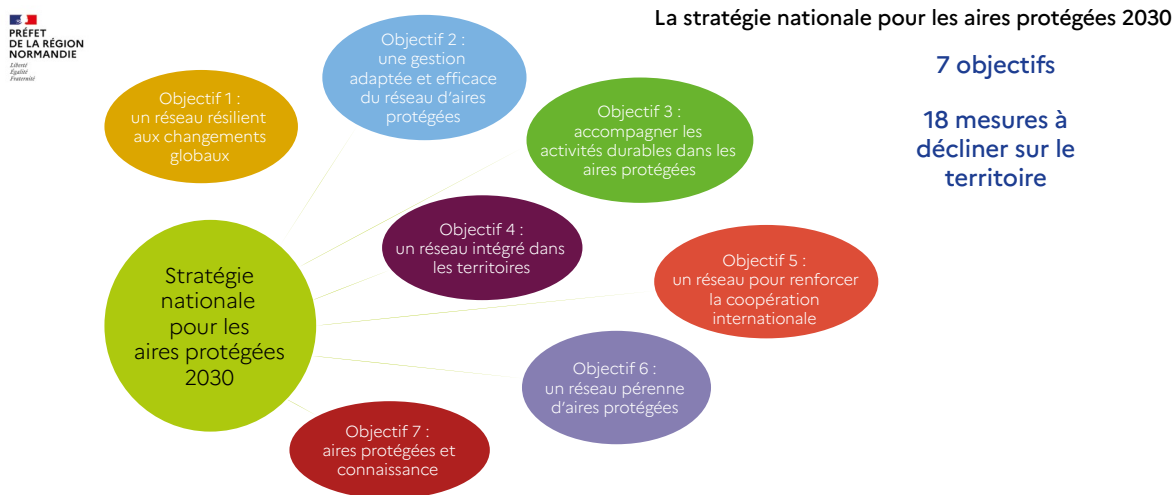 PRÉFET
DE LA RÉGION
NORMANDIE
Liberté
Égalité
Fraternité
La stratégie nationale pour les aires protégées 2030
7 objectifs
18 mesures à
décliner sur le
territoire
Objectif 1 :
un réseau résilient
aux changements
globaux
Objectif 2 :
une gestion
adaptée et efficace
du réseau d’aires
protégées
Objectif 3 :
accompagner les
activités durables dans les
aires protégées
Objectif 4 :
un réseau intégré dans
les territoires
Objectif 5 :
un réseau pour renforcer
la coopération
internationale
Stratégie
nationale
pour les
aires protégées
2030
Objectif 6 :
un réseau pérenne
d’aires protégées
Objectif 7 :
aires protégées et
connaissance